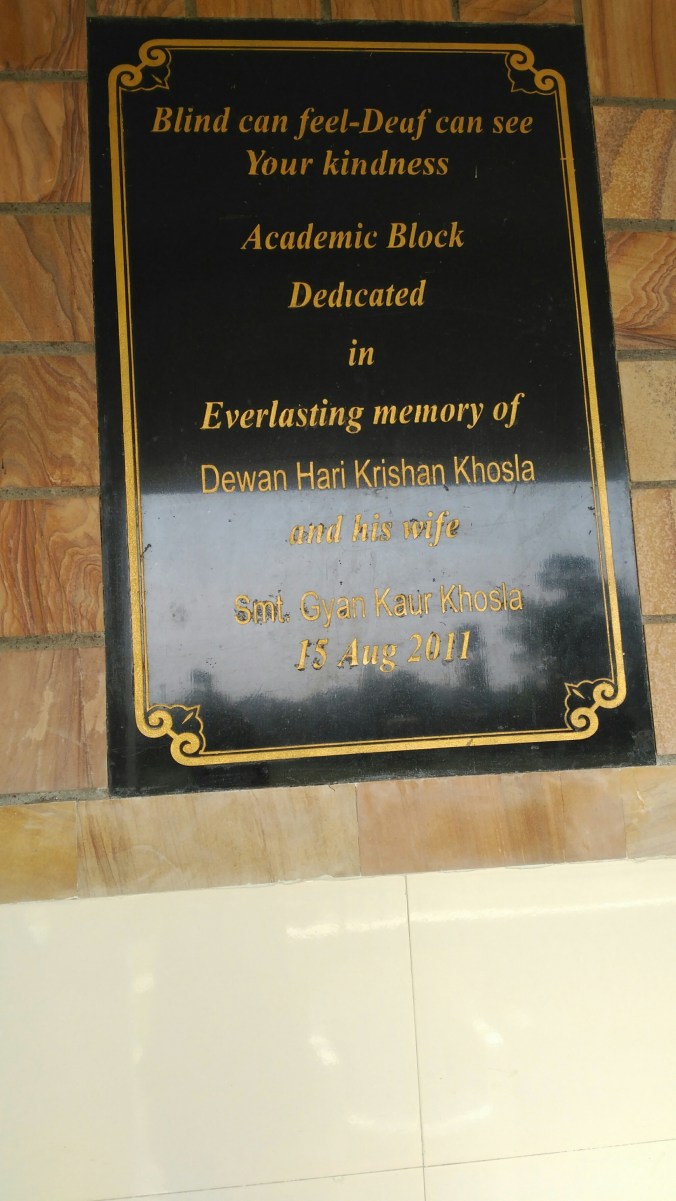 Blind can feel-Deaf can see
Your kindness
Academic Block
Dedicated
in
Everlasting memory of
Dewan Hari Krishan Khosla
and his wife
Smt. Gyan Kaur Khosla
15 Aug 2011